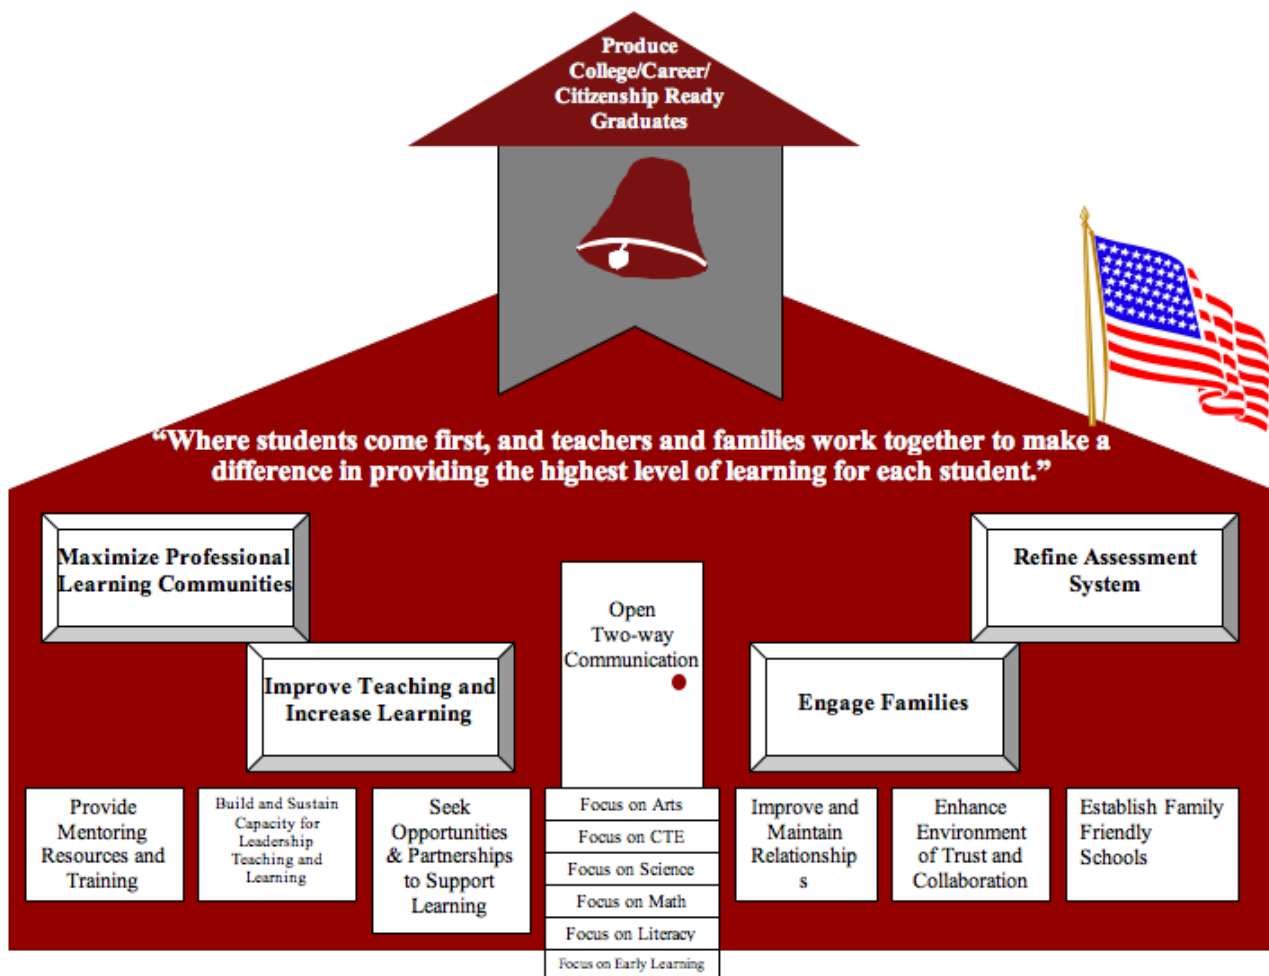 Produce
College/Career/
Citizenship Ready
Graduates
“Where students come first, and teachers and families work together to make a
difference in providing the highest level of learning for each student.”
Maximize Professional
Learning Communities
Refine Assessment
System
Open
Two-way
Communication
Improve Teaching and
Increase Learning
Engage Families
Provide
Mentoring
Resources and
Training
Build and Sustain
Capacity for
Leadership
Teaching and
Learning
Seek
Opportunities
& Partnerships
to Support
Learning
Focus on Arts
Focus on CTE
Focus on Science
Focus on Math
Focus on Literacy
Focus on Early Learning
Improve and
Maintain
Relationship
s
Enhance
Environment
of Trust and
Collaboration
Establish Family
Friendly
Schools